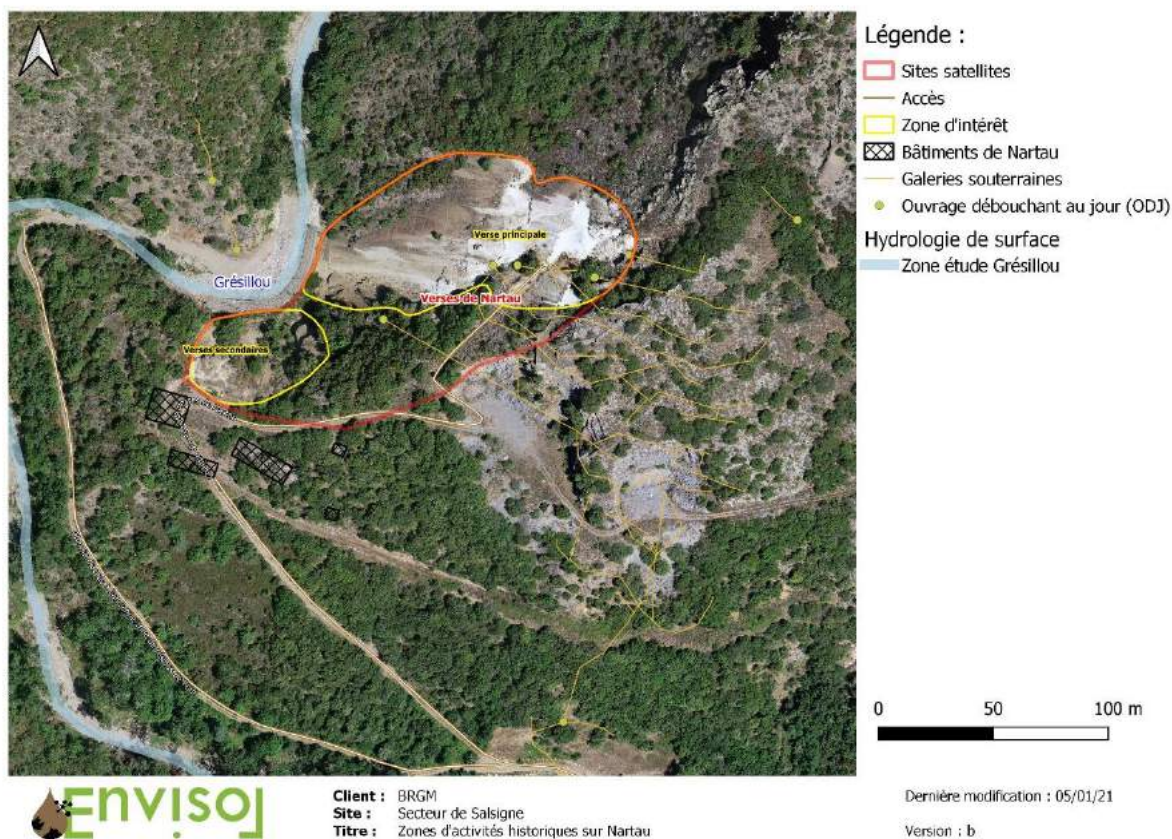 Légende :
Sites satellites
Accès
Zone d'intérêt
Bâtiments de Nartau
Galeries souterraines
Ouvrage débouchant au jour (ODJ)
Hydrologie de surface
Zone étude Grésillou
Verse principale
Grésillou
Verses de Nartau
Verses secondaires
0 50 100 m
ENVISOL
Client : BRGM
Site : Secteur de Salsigne
Titre : Zones d'activités historiques sur Nartau
Dernière modification : 05/01/21
Version : b